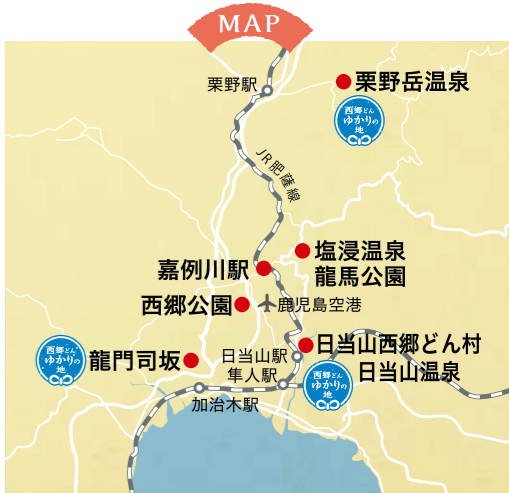 MAP
栗野駅
栗野岳温泉
西郷どん
ゆかりの
地
JR肥薩線
塩浸温泉
龍馬公園
嘉例川駅
西郷公園
鹿児島空港
日当山西郷どん村
日当山温泉
西郷どん
ゆかりの
地
龍門司坂
日当山駅
隼人駅
西郷どん
ゆかりの
地
加治木駅